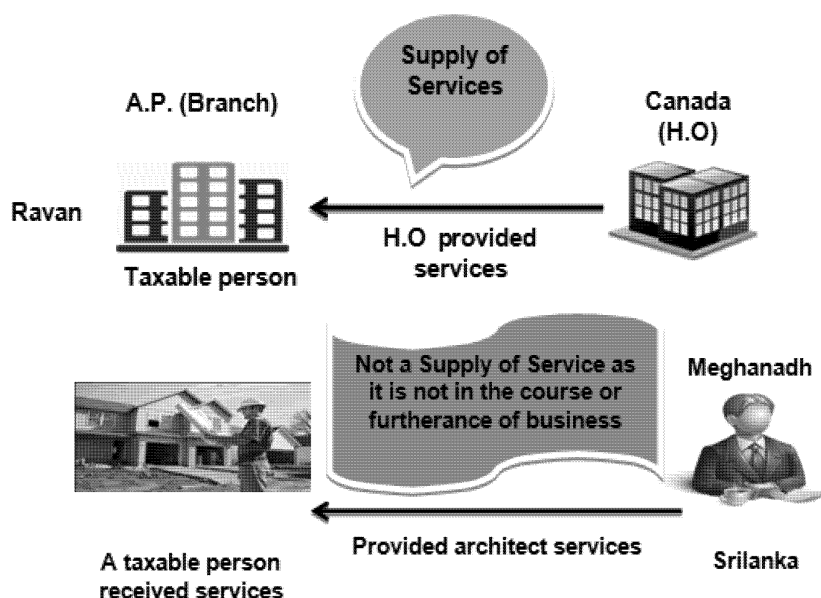 Supply of
Services
A.P. (Branch)
Canada
(H.O)
Ravan
H.O provided
services
Taxable person
Not a Supply of Service as
it is not in the course or
furtherance of business
Meghanadh
Provided architect services
A taxable person
received services
Srilanka